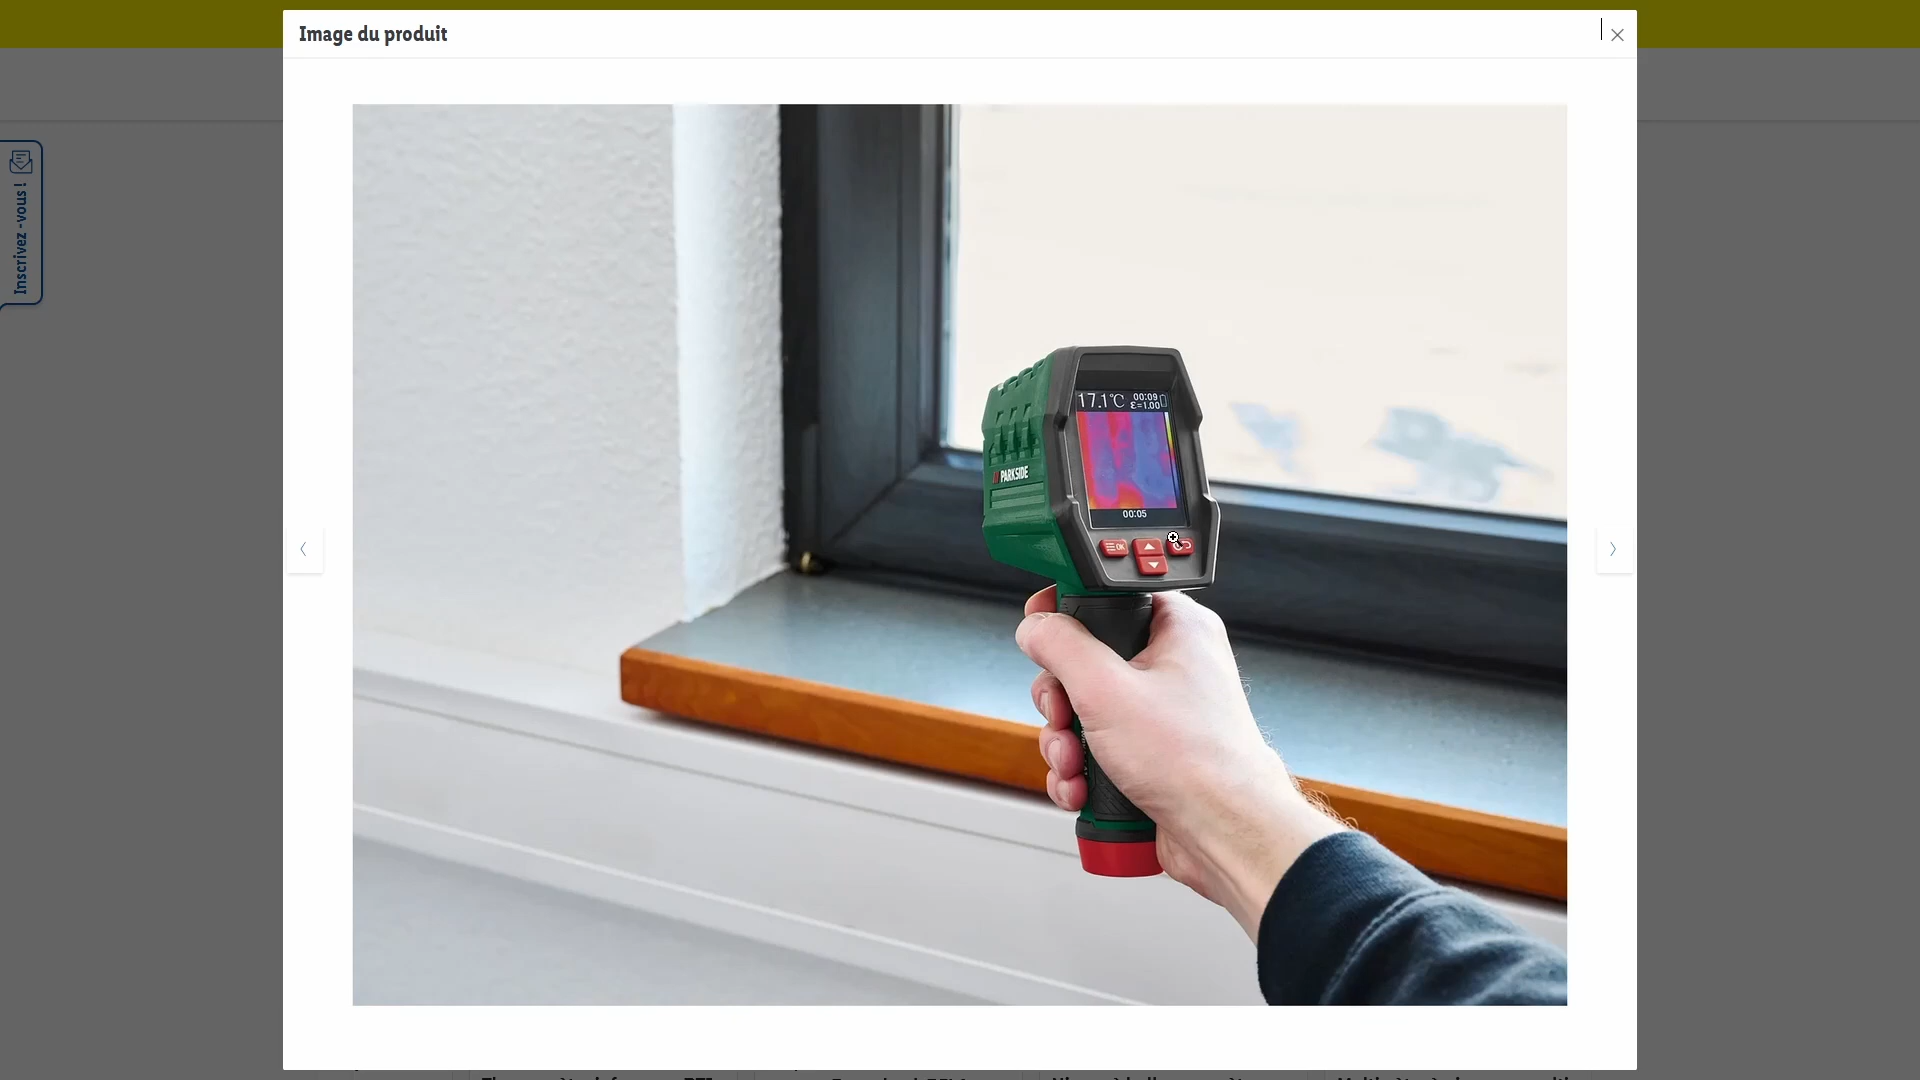 Image du produit
Inscrivez-vous !
17.1°C
00:09
ε=1.00
PARKSIDE
00:05
OK